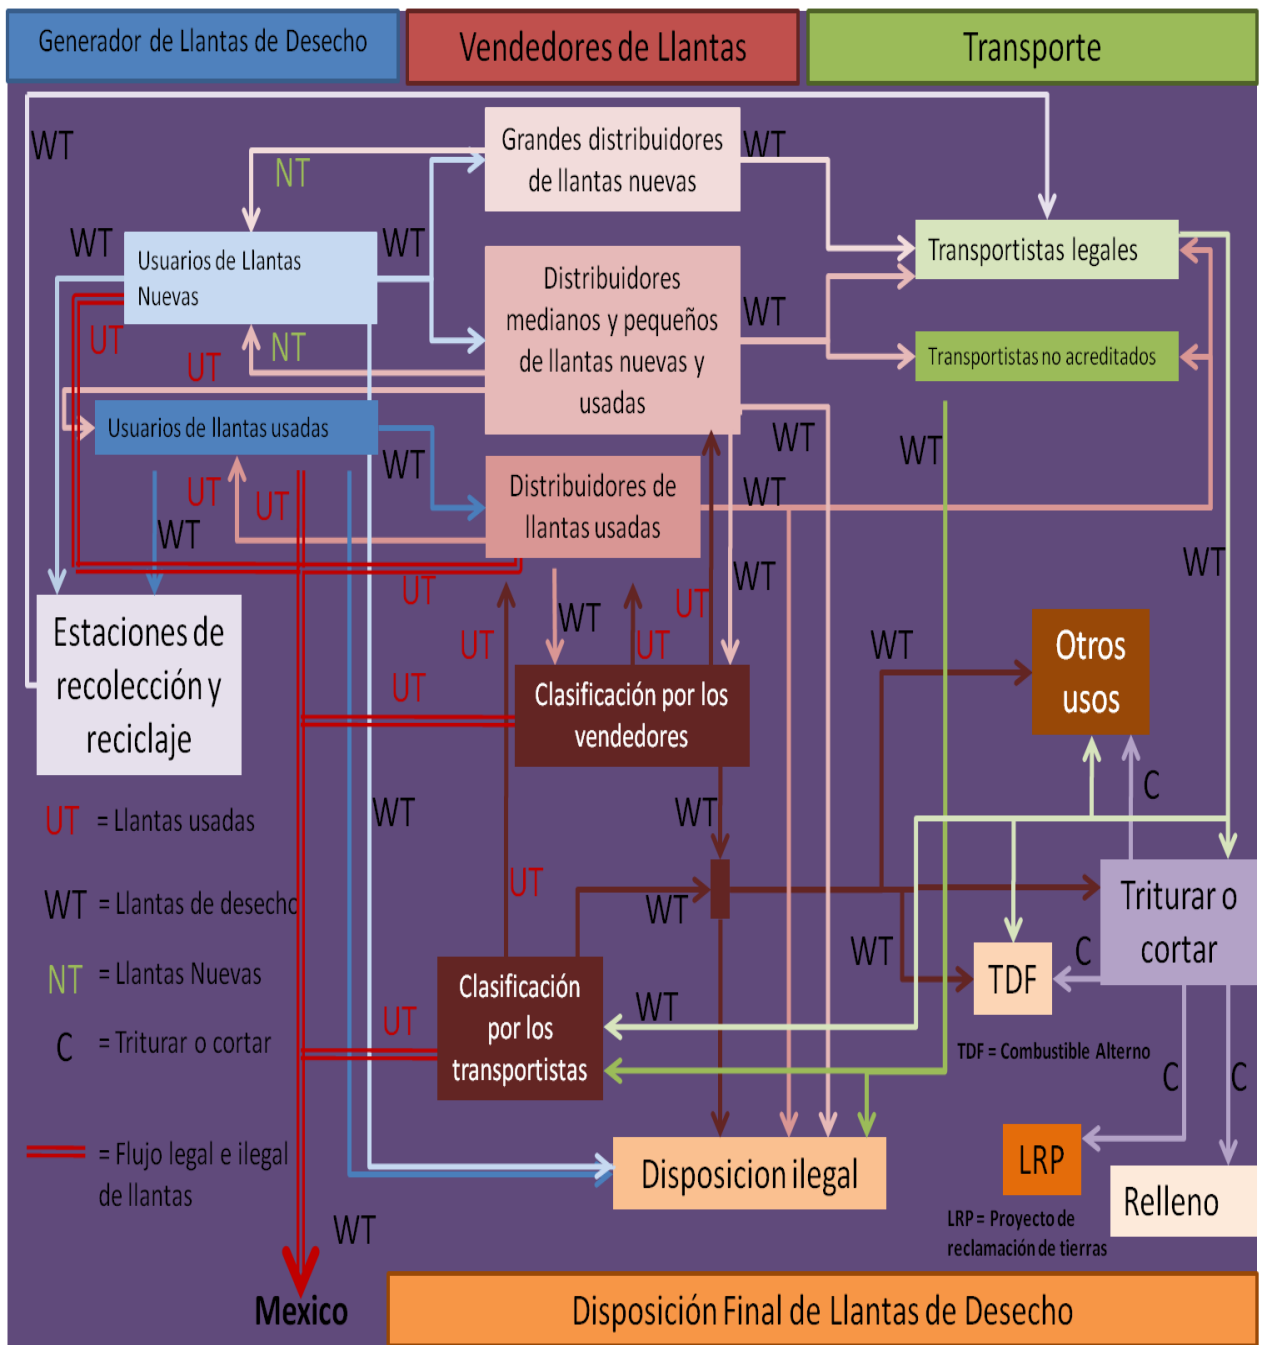 Generador de Llantas de Desecho
Vendedores de Llantas
Transporte
WT
NT
Grandes distribuidores
de llantas nuevas
WT
WT
Usuarios de Llantas
Nuevas
WT
Transportistas legales
Distribuidores
medianos y pequeños
de llantas nuevas y
usadas
WT
UT
NT
UT
Transportistas no acreditados
Usuarios de llantas usadas
WT
WT
WT
Distribuidores de
llantas usadas
WT
UT
UT
WT
WT
WT
UT
UT
WT
Estaciones de
recolección y
reciclaje
UT
UT
WT
Otros
usos
UT
Clasificación por los
vendedores
UT = Llantas usadas
WT
WT
C
WT = Llantas de desecho
UT
WT
Triturar o
cortar
WT
C
NT = Llantas Nuevas
Clasificación
por los
transportistas
TDF
WT
UT
C = Triturar o cortar
TDF = Combustible Alterno
C
C
= Flujo legal e ilegal
de llantas
Disposicion ilegal
LRP
Relleno
WT
LRP = Proyecto de
reclamación de tierras
Mexico
Disposición Final de Llantas de Desecho